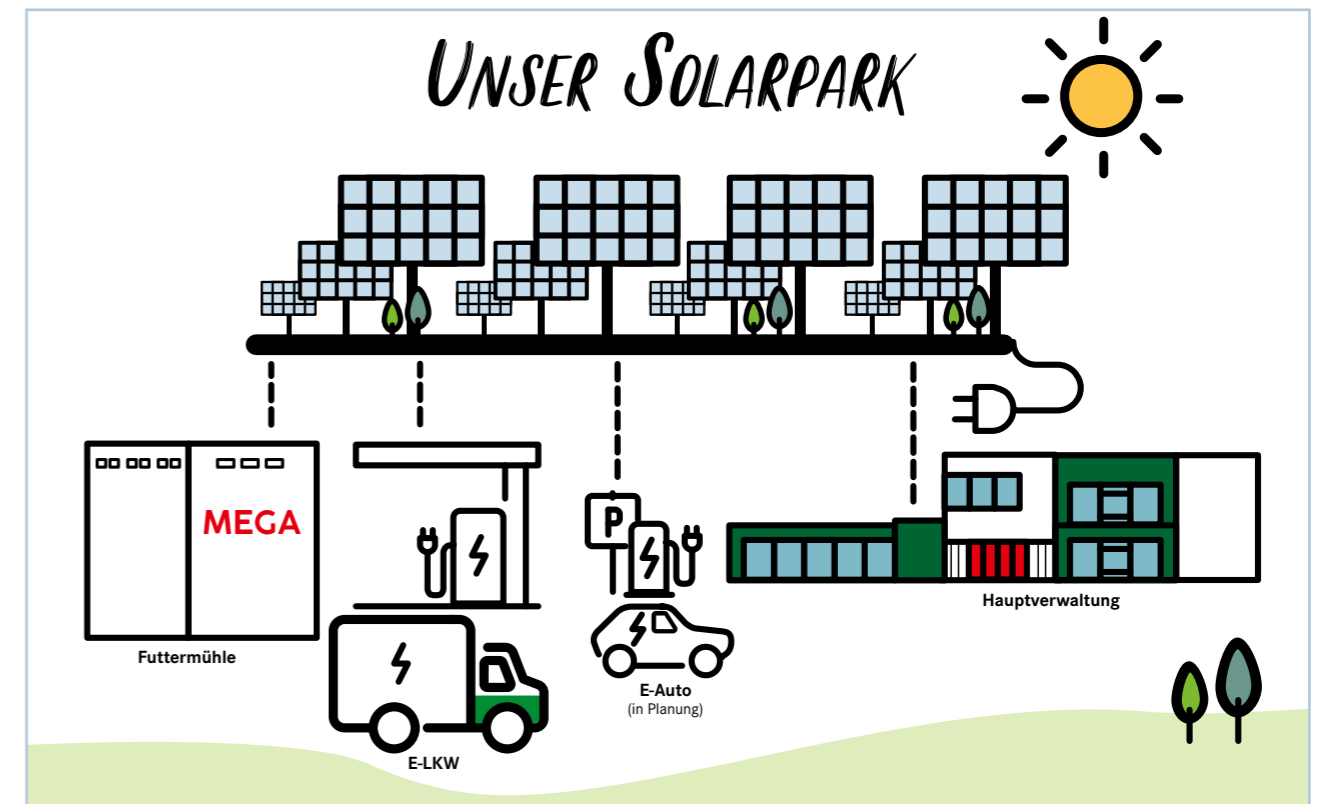 UNSER SOLARPARK
MEGA
P
Futtermühle
Hauptverwaltung
E-Auto
(in Planung)
E-LKW